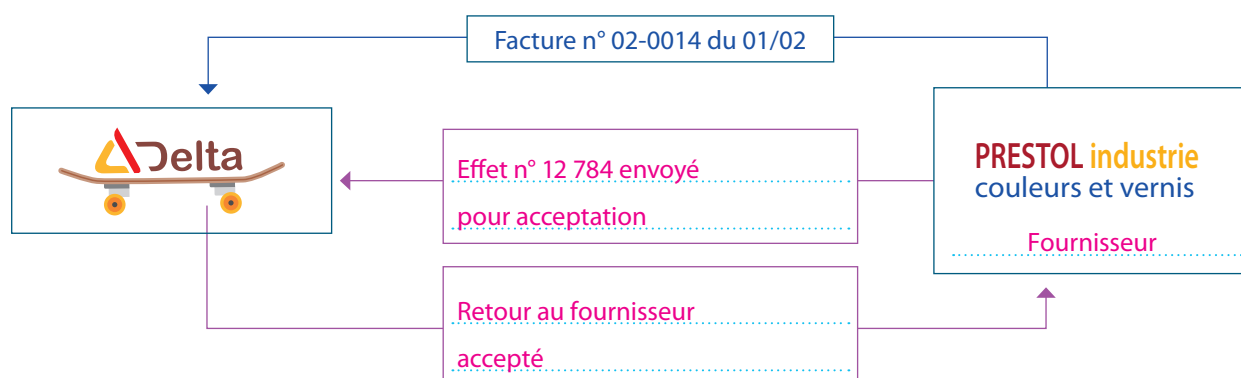 Facture n° 02-0014 du 01/02
Delta
Effet n° 12 784 envoyé
pour acceptation
PRESTOL industrie
couleurs et vernis
Fournisseur
Retour au fournisseur
accepté